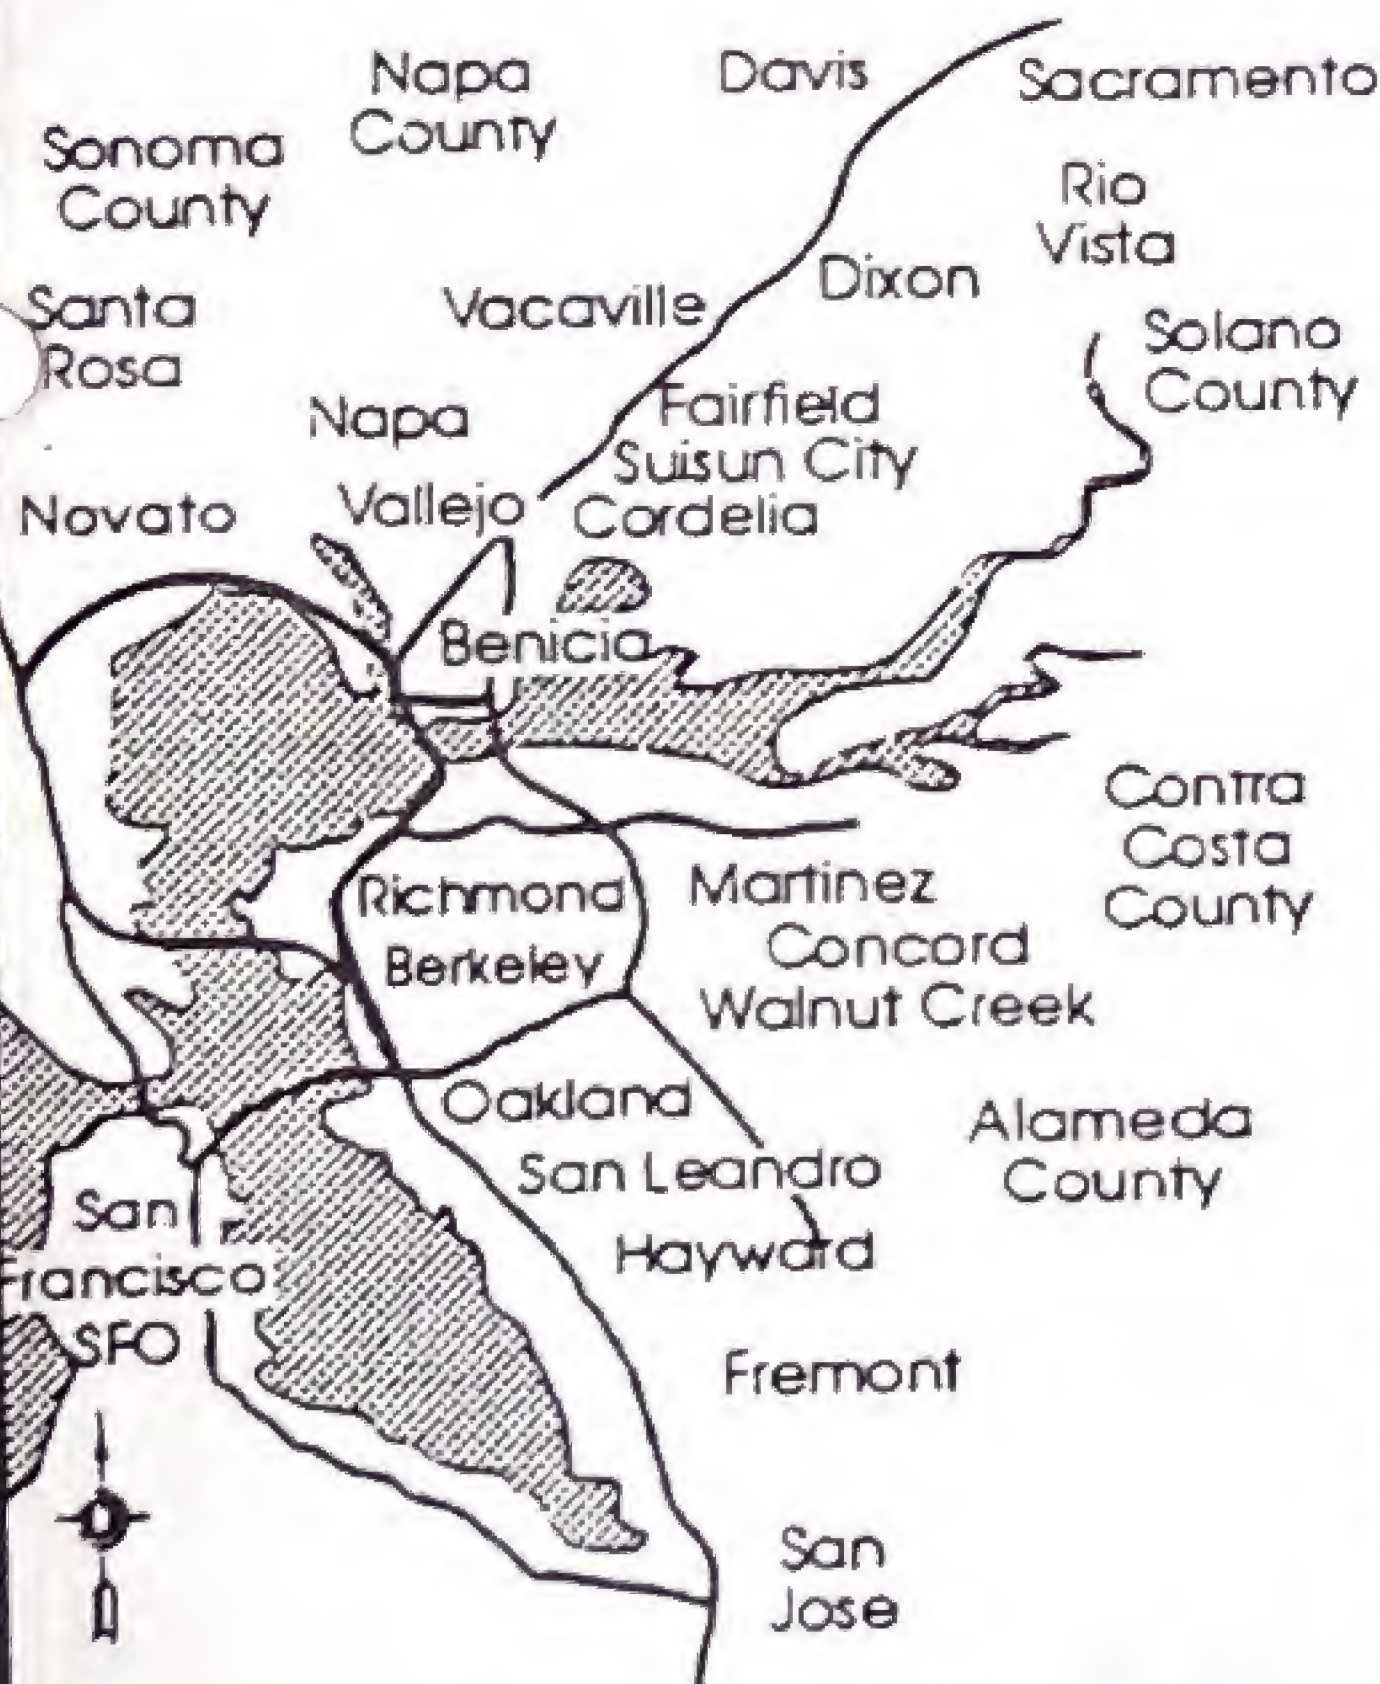 Napa
County
Davis
Sacramento
Sonoma
County
Rio
Vista
Santa
Rosa
Vacaville
Dixon
Solano
County
Napa
Fairfield
Suisun City
Cordelia
Novato
Vallejo
Benicia
Contra
Costa
County
Richmond
Berkeley
Martinez
Concord
Walnut Creek
Oakland
San Leandro
Hayward
Alameda
County
San
Francisco
SFO
Fremont
San
Jose